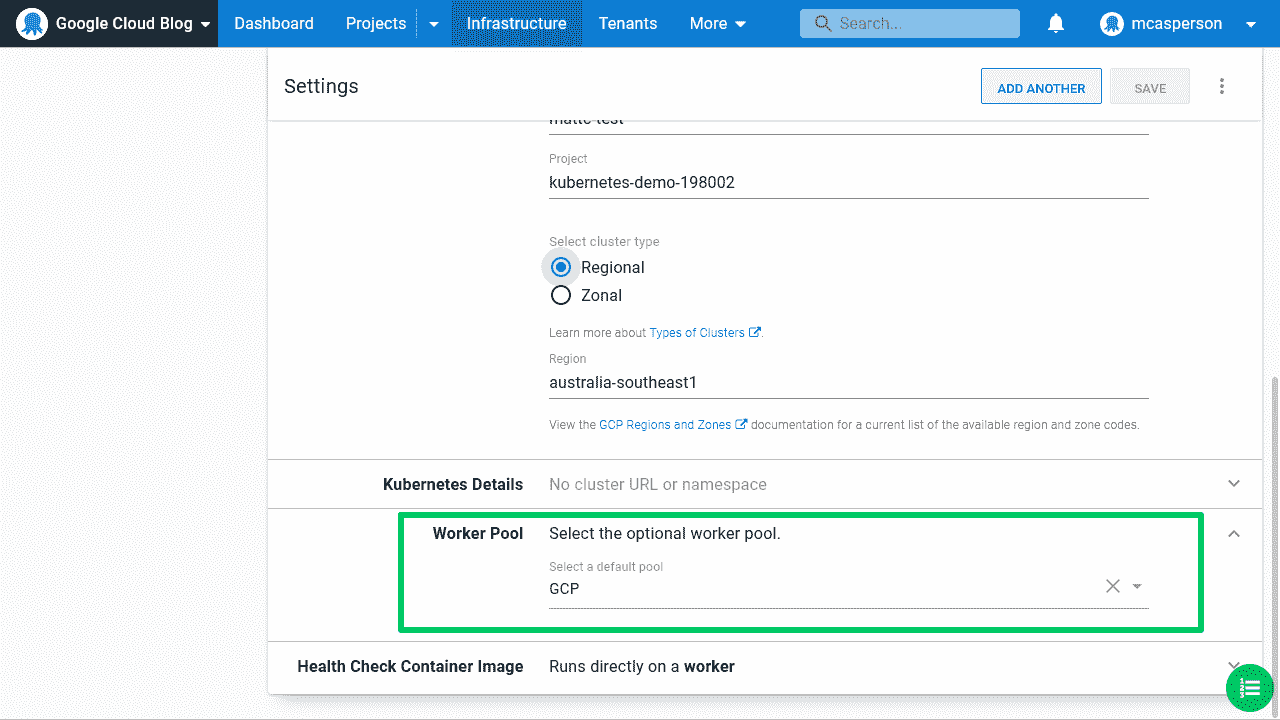 Google Cloud Blog Dashboard Projects Infrastructure Tenants More Search... mcasperson
Settings ADD ANOTHER SAVE
mattc-test
Project
kubernetes-demo-198002
Select cluster type
Regional
Zonal
Learn more about Types of Clusters.
Region
australia-southeast1
View the GCP Regions and Zones documentation for a current list of the available region and zone codes.
Kubernetes Details No cluster URL or namespace
Worker Pool Select the optional worker pool.
Select a default pool
GCP
Health Check Container Image Runs directly on a worker